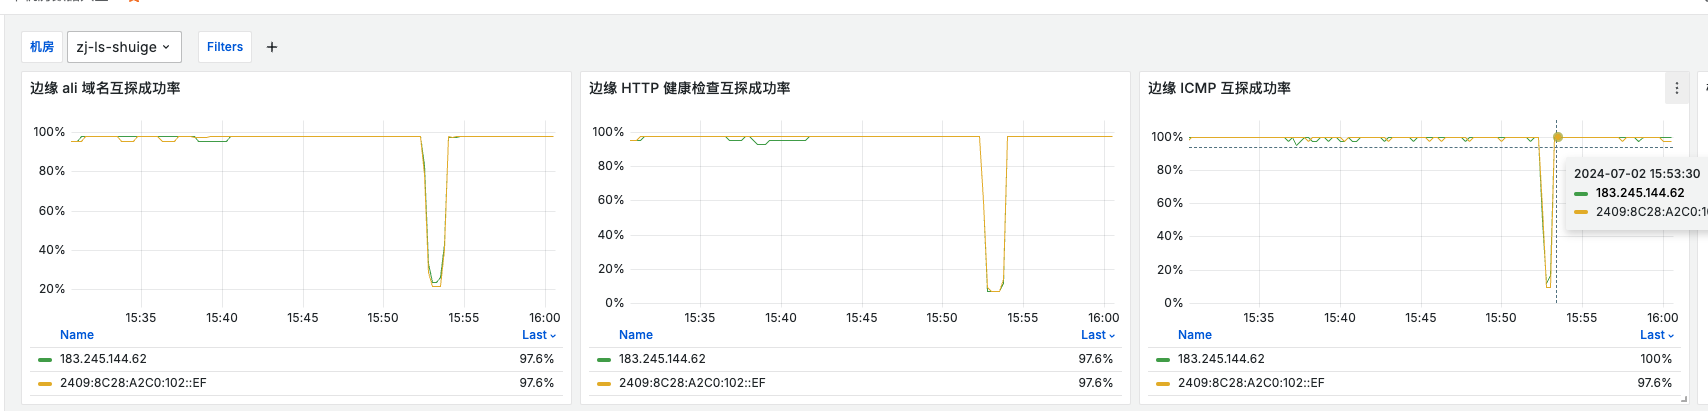 机房
zj-ls-shuige
Filters
+
边缘 ali 域名互探成功率
100%
80%
60%
40%
20%
15:35 15:40 15:45 15:50 15:55 16:00
Name Last
183.245.144.62 97.6%
2409:8C28:A2C0:102::EF 97.6%
边缘 HTTP 健康检查互探成功率
100%
80%
60%
40%
20%
0%
15:35 15:40 15:45 15:50 15:55 16:00
Name Last
183.245.144.62 97.6%
2409:8C28:A2C0:102::EF 97.6%
边缘 ICMP 互探成功率
100%
80%
60%
40%
20%
0%
15:35 15:40 15:45 15:50 15:55 16:00
2024-07-02 15:53:30
183.245.144.62
2409:8C28:A2C0:1
Name Last
183.245.144.62 100%
2409:8C28:A2C0:102::EF 97.6%